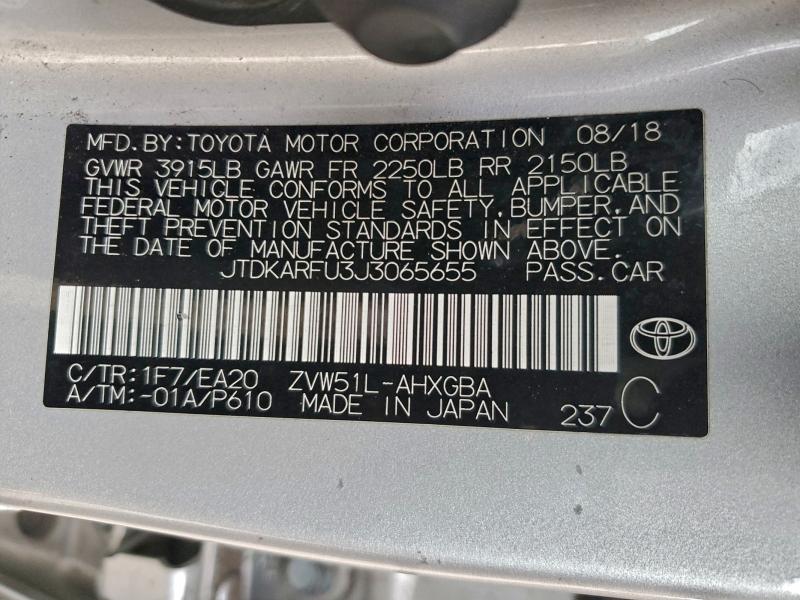 MFD.BY:TOYOTA MOTOR CORPORATION 08/18
GVWR 3915LB GAWR FR 2250LB RR 2150LB
THIS VEHICLE CONFORMS TO ALL APPLICABLE
FEDERAL MOTOR VEHICLE SAFETY,BUMPER,AND
THEFT PREVENTION STANDARDS IN EFFECT ON
THE DATE OF MANUFACTURE SHOWN ABOVE.
JTDKARFU3J3065655 PASS.CAR
C/TR:1F7/EA20 ZVW51L-AHXGBA
A/TM:-01A/P610 MADE IN JAPAN 237 C